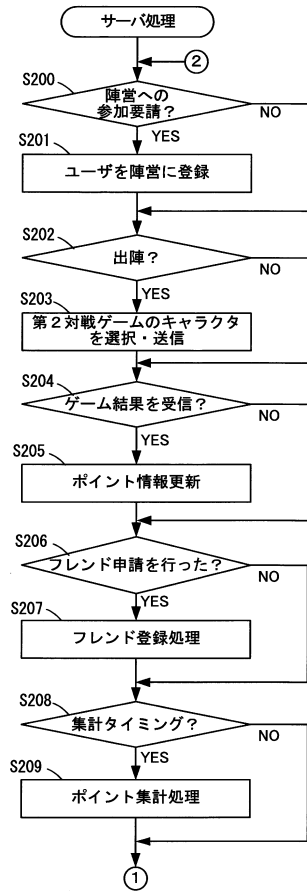 サーバ処理
2
S200
陣営への
参加要請？
NO
YES
S201
ユーザを陣営に登録
S202
出陣？
NO
YES
S203
第２対戦ゲームのキャラクタ
を選択・送信
S204
ゲーム結果を受信？
NO
YES
S205
ポイント情報更新
S206
フレンド申請を行った？
NO
YES
S207
フレンド登録処理
S208
集計タイミング？
NO
YES
S209
ポイント集計処理
1